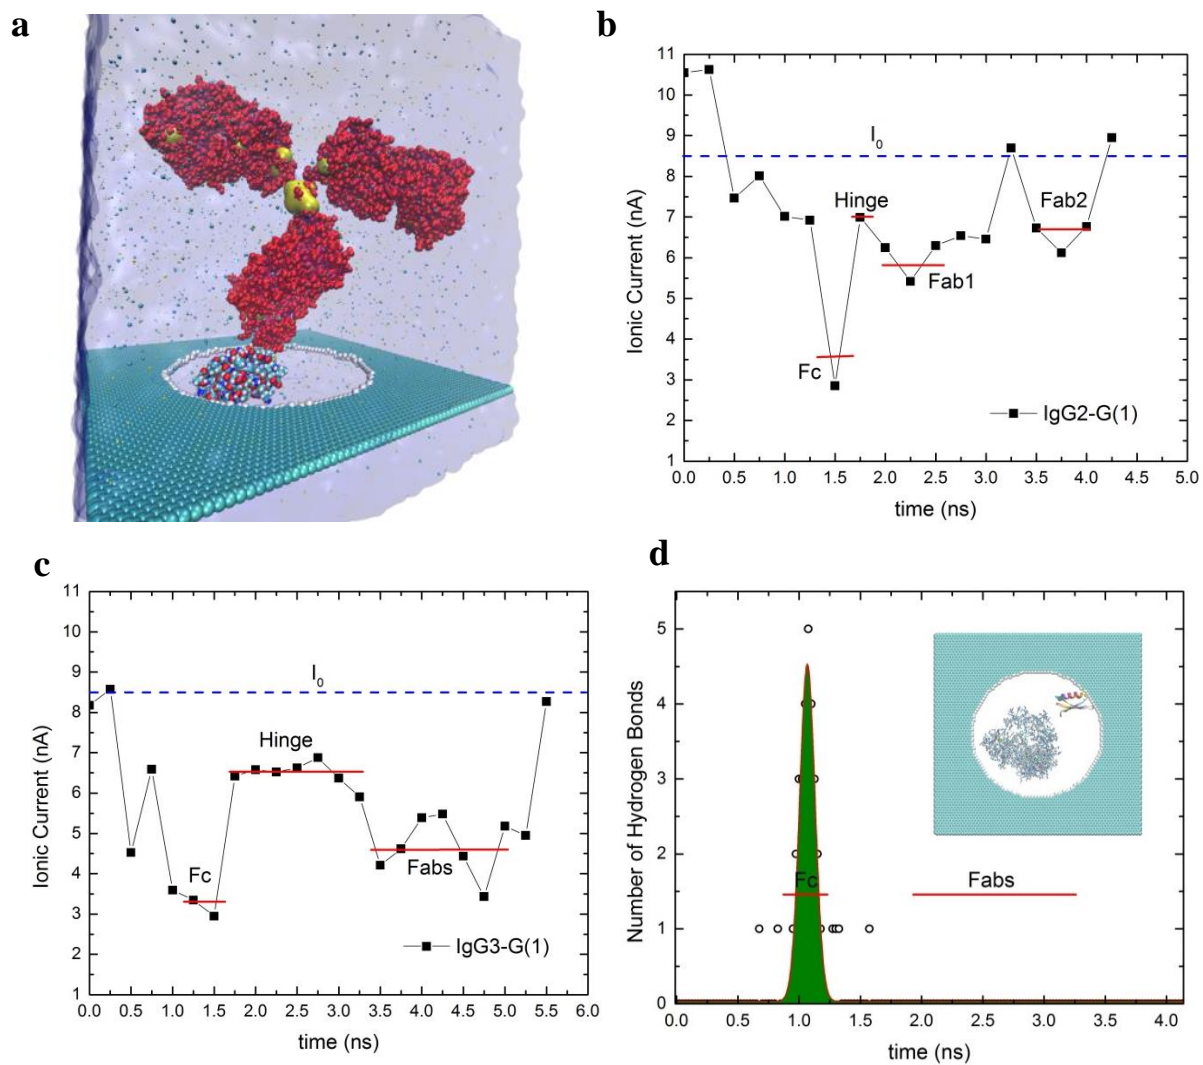 a
b
11
10
9
8
7
6
5
4
3
2
1
Ionic Current (nA)
I0
Hinge
Fab2
Fab1
Fc
IgG2-G(1)
0.0 0.5 1.0 1.5 2.0 2.5 3.0 3.5 4.0 4.5 5.0
time (ns)
c
11
10
9
8
7
6
5
4
3
2
1
Ionic Current (nA)
I0
Hinge
Fc
Fabs
IgG3-G(1)
0.0 0.5 1.0 1.5 2.0 2.5 3.0 3.5 4.0 4.5 5.0 5.5 6.0
time (ns)
d
5
4
3
2
1
0
Number of Hydrogen Bonds
Fc
Fabs
0.0 0.5 1.0 1.5 2.0 2.5 3.0 3.5 4.0
time (ns)